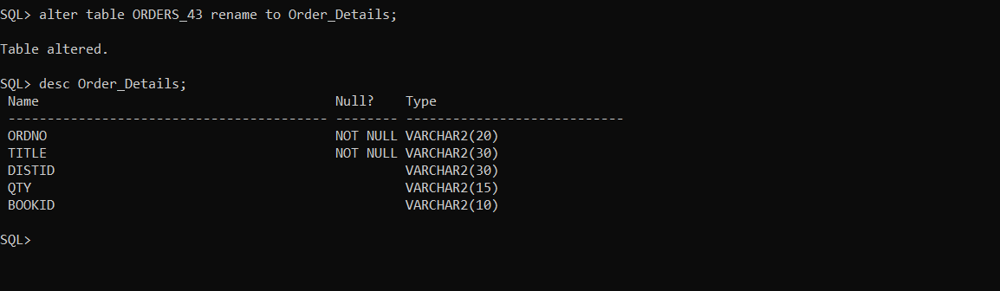 SQL> alter table ORDERS_43 rename to Order_Details;
Table altered.
SQL> desc Order_Details;
 Name                                      Null?    Type
 ----------------------------------------- -------- ----------------------------
 ORDNO                                     NOT NULL VARCHAR2(20)
 TITLE                                     NOT NULL VARCHAR2(30)
 DISTID                                             VARCHAR2(30)
 QTY                                                VARCHAR2(15)
 BOOKID                                             VARCHAR2(10)
SQL>